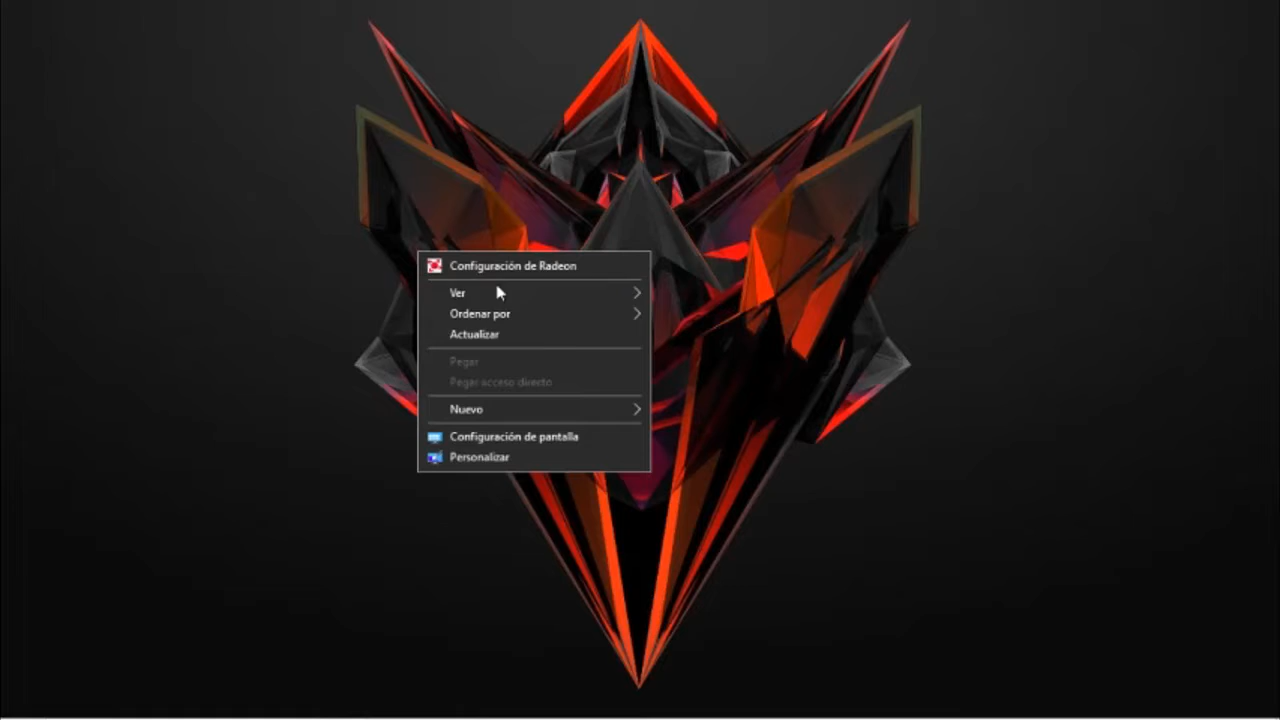 Configuración de Radeon
Ver
Ordenar por
Actualizar
Pegar
Pegar acceso directo
Nuevo
Configuración de pantalla
Personalizar